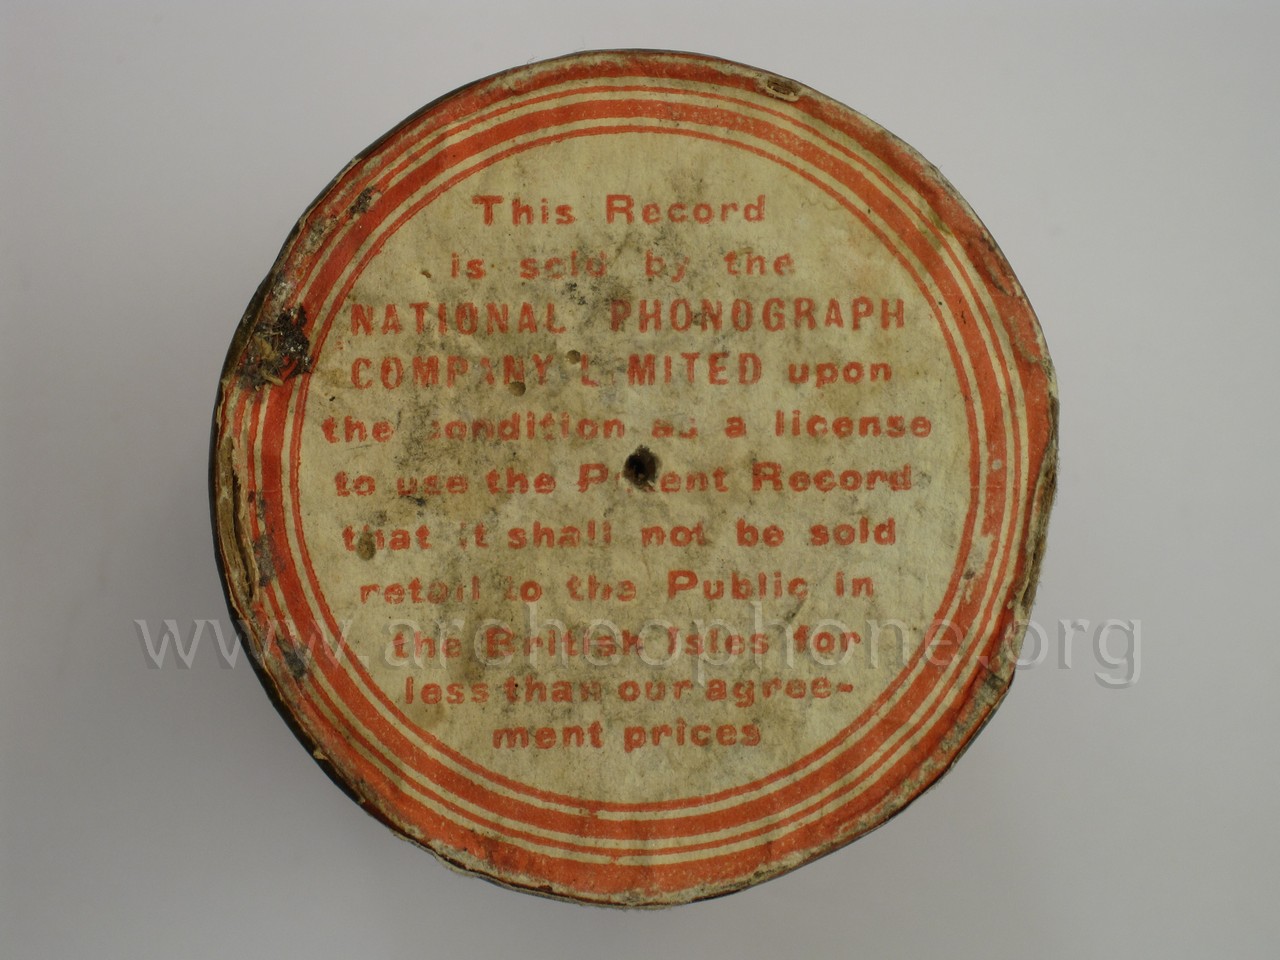 This Record
is sold by the
NATIONAL PHONOGRAPH
COMPANY LIMITED upon
the condition as a license
to use the Patent Record
that it shall not be sold
retail to the Public in
the British Isles for
less than our agree-
ment prices
www.archeophone.org